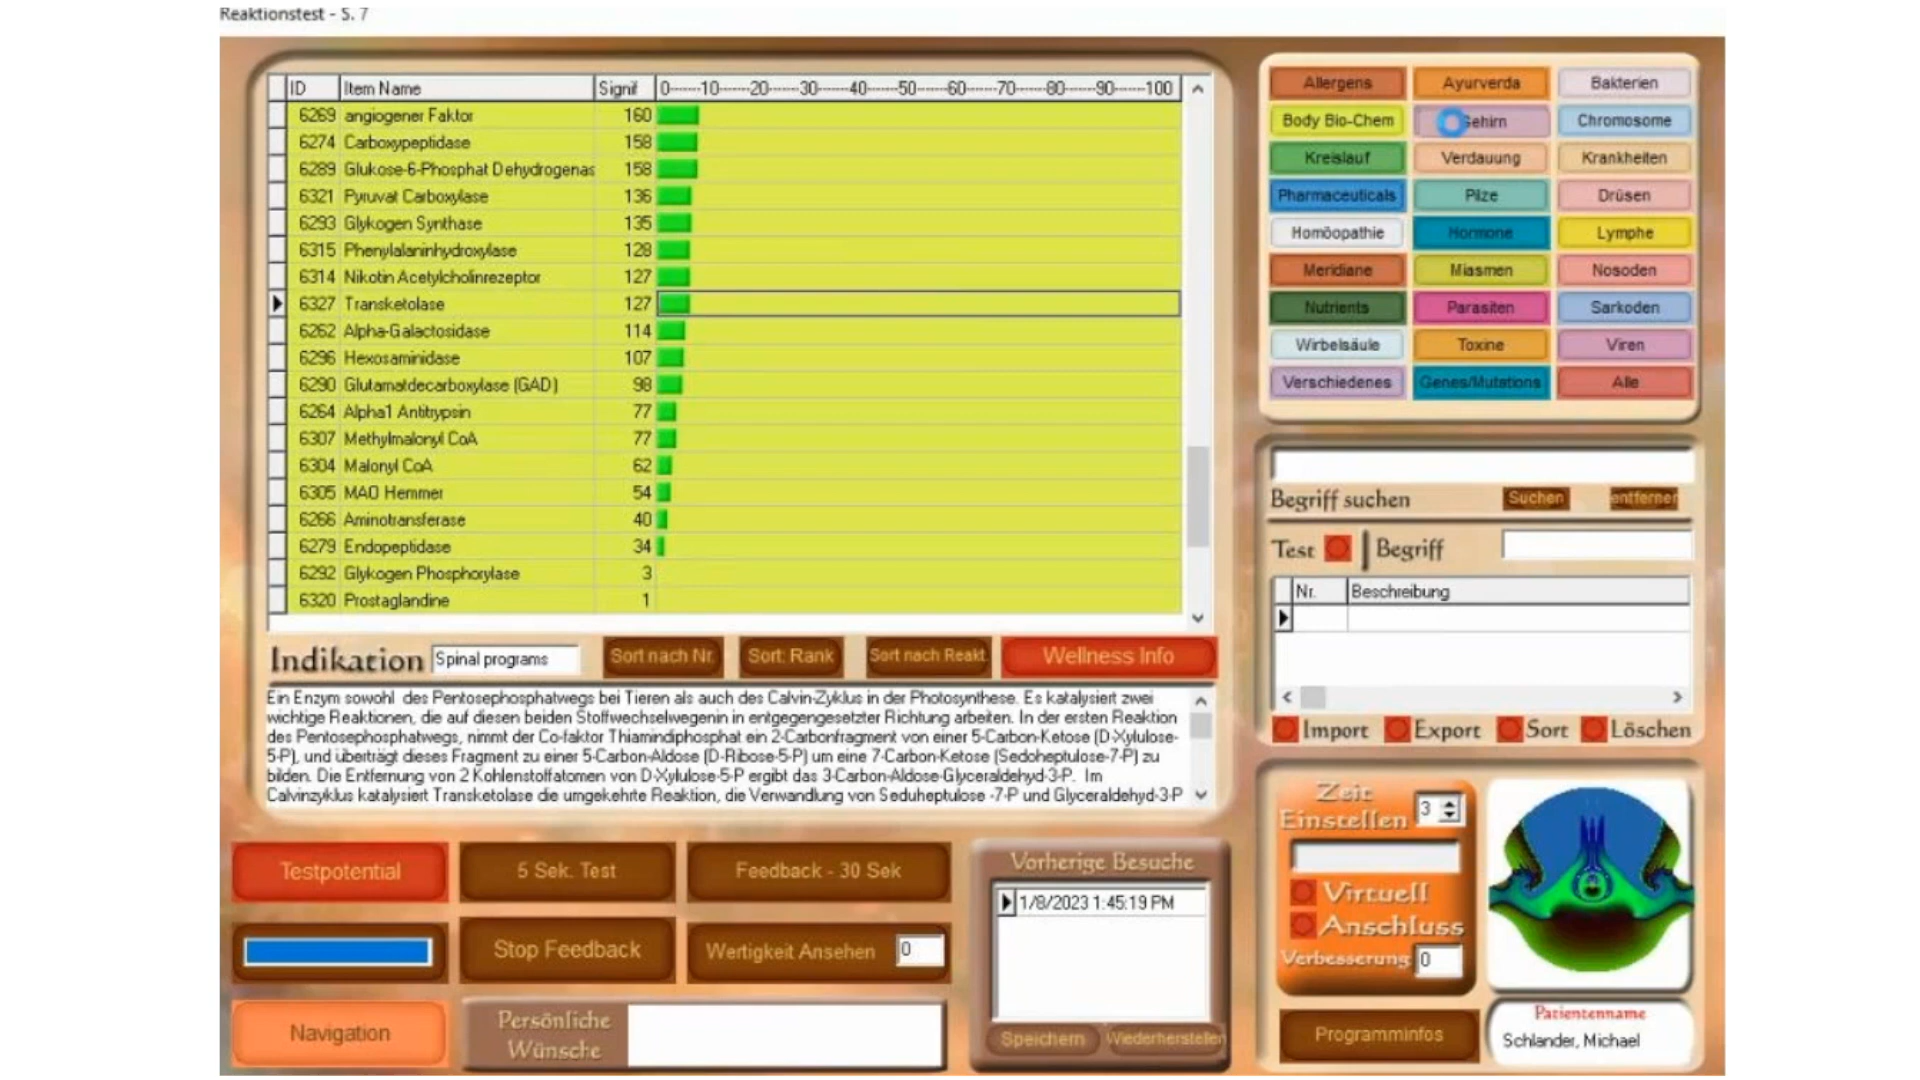 Reaktionstest - S. 7
ID Item Name Signif 0------10------20------30------40------50------60------70------80------90------100
6269 angiogener Faktor 160
6274 Carboxypeptidase 158
6289 Glukose-6-Phosphat Dehydrogenas 158
6321 Pyruvat Carboxylase 136
6293 Glykogen Synthase 135
6315 Phenylalaninhydroxylase 128
6314 Nikotin Acetylcholinrezeptor 127
6327 Transketolase 127
6262 Alpha-Galactosidase 114
6296 Hexosaminidase 107
6290 Glutamatdecarboxylase (GAD) 98
6264 Alpha1 Antitrypsin 77
6307 Methylmalonyl CoA 77
6304 Malonyl CoA 62
6305 MAO Hemmer 54
6266 Aminotransferase 40
6279 Endopeptidase 34
6292 Glykogen Phosphorylase 3
6320 Prostaglandine 1
Indikation Spinal programs Sort nach Nr. Sort. Rank Sort nach Reakt. Wellness Info
Ein Enzym sowohl des Pentosephosphatwegs bei Tieren als auch des Calvin-Zyklus in der Photosynthese. Es katalysiert zwei
wichtige Reaktionen, die auf diesen beiden Stoffwechselwegenin in entgegengesetzter Richtung arbeiten. In der ersten Reaktion
des Pentosephosphatwegs, nimmt der Co-faktor Thiamindiphosphat ein 2-Carbonfragment von einer 5-Carbon-Ketose (D-Xylulose-
5-P), und überträgt dieses Fragment zu einer 5-Carbon-Aldose (D-Ribose-5-P) um eine 7-Carbon-Ketose (Sedoheptulose-7-P) zu
bilden. Die Entfernung von 2 Kohlenstoffatomen von D-Xylulose-5-P ergibt das 3-Carbon-Aldose-Glyceraldehyd-3-P. Im
Calvinzyklus katalysiert Transketolase die umgekehrte Reaktion, die Verwandlung von Seduheptulose -7-P und Glyceraldehyd-3-P
Testpotential 5 Sek. Test Feedback - 30 Sek
Stop Feedback Wertigkeit Ansehen 0
Navigation Persönliche
Wünsche
Vorherige Besuche
1/8/2023 1:45:19 PM
Speichern Wiederhersteller
Allergens Ayurverda Bakterien
Body Bio-Chem Gehirn Chromosome
Kreislauf Verdauung Krankheiten
Pharmaceuticals Pilze Drüsen
Homöopathie Hormone Lymphe
Meridiane Miasmen Nosoden
Nutrients Parasiten Sarkoden
Wirbelsäule Toxine Viren
Verschiedenes Genes/Mutations Alle
Begriff suchen Suchen entfernen
Test Begriff
Nr. Beschreibung
Import Export Sort Löschen
Zeit
Einstellen 3
Virtuell
Anschluss
Verbesserung 0
Programminfos
Patientenname
Schlander, Michael